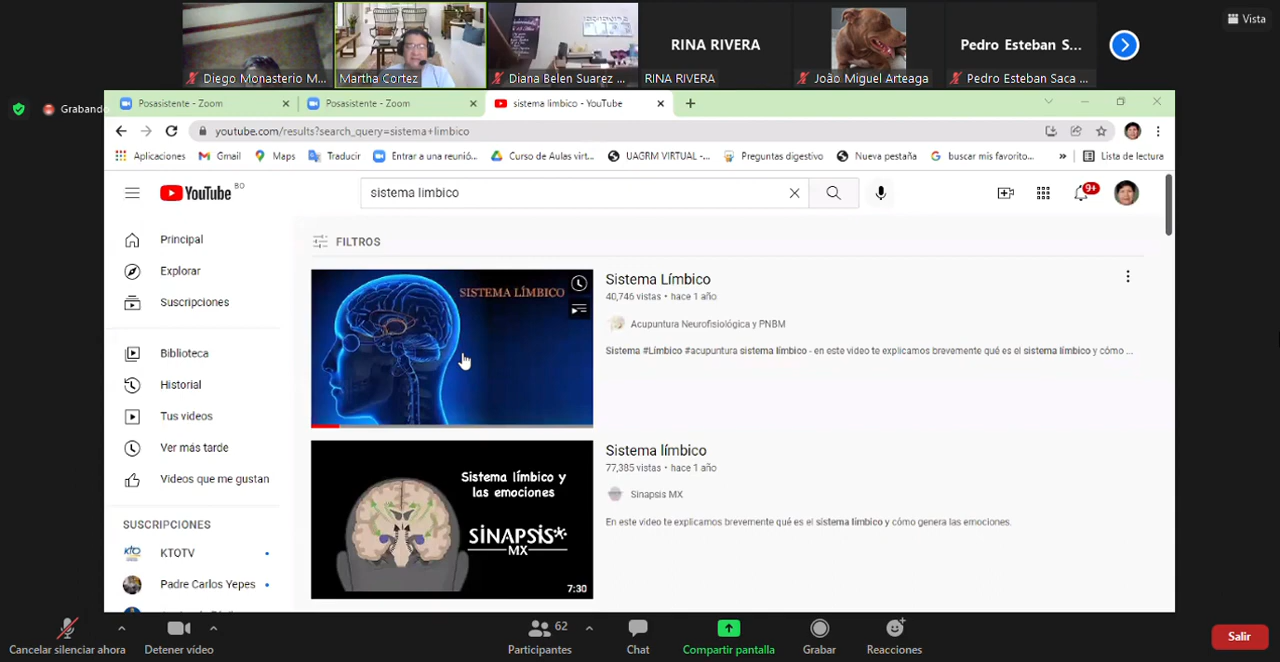 RINA RIVERA
Pedro Esteban S...
Vista
Diego Monasterio M...
Martha Cortez
Diana Belen Suarez ...
RINA RIVERA
João Miguel Arteaga
Pedro Esteban Saca ...
Grabando
Posasistente - Zoom
Posasistente - Zoom
sistema limbico - YouTube
youtube.com/results?search_query=sistema+limbico
Aplicaciones
Gmail
Maps
Traducir
Entrar a una reunió...
Curso de Aulas virt...
UAGRM VIRTUAL -...
Preguntas digestivo
Nueva pestaña
buscar mis favorito...
»
Lista de lectura
YouTube BO
sistema limbico
9+
Principal
Explorar
Suscripciones
Biblioteca
Historial
Tus videos
Ver más tarde
Videos que me gustan
SUSCRIPCIONES
KTOTV
Padre Carlos Yepes
FILTROS
SISTEMA LÍMBICO
Sistema Límbico
40,746 vistas • hace 1 año
Acupuntura Neurofisiológica y PNBM
Sistema #Límbico #acupuntura sistema límbico - en este video te explicamos brevemente qué es el sistema límbico y cómo ...
Sistema límbico y
las emociones
SINAPSIS*
MX
7:30
Sistema límbico
77,385 vistas • hace 1 año
Sinapsis MX
En este video te explicamos brevemente qué es el sistema límbico y cómo genera las emociones.
Cancelar silenciar ahora
Detener video
62
Participantes
Chat
Compartir pantalla
Grabar
Reacciones
Salir